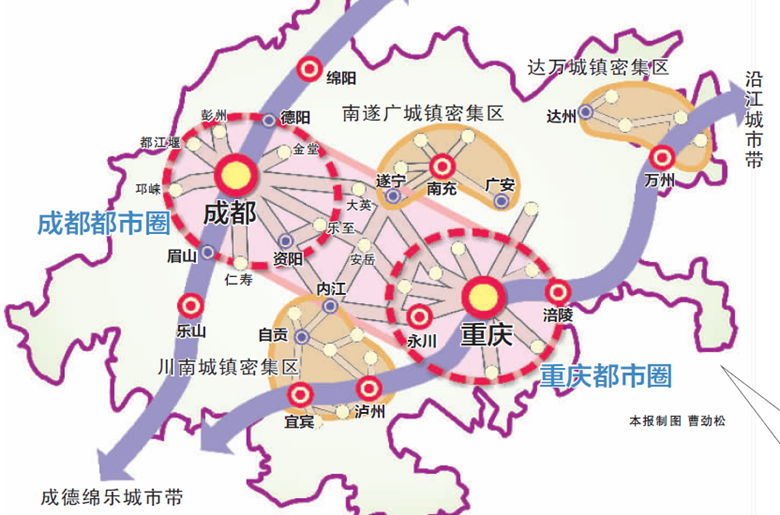 绵阳
达万城镇密集区
沿江城市带
达州
彭州
德阳
南遂广城镇密集区
都江堰
金堂
邛崃
遂宁
南充
广安
万州
成都
大英
成都都市圈
乐至
眉山
资阳
安岳
仁寿
内江
乐山
自贡
永川
重庆
涪陵
川南城镇密集区
重庆都市圈
宜宾
泸州
本报制图 曹劲松
成德绵乐城市带